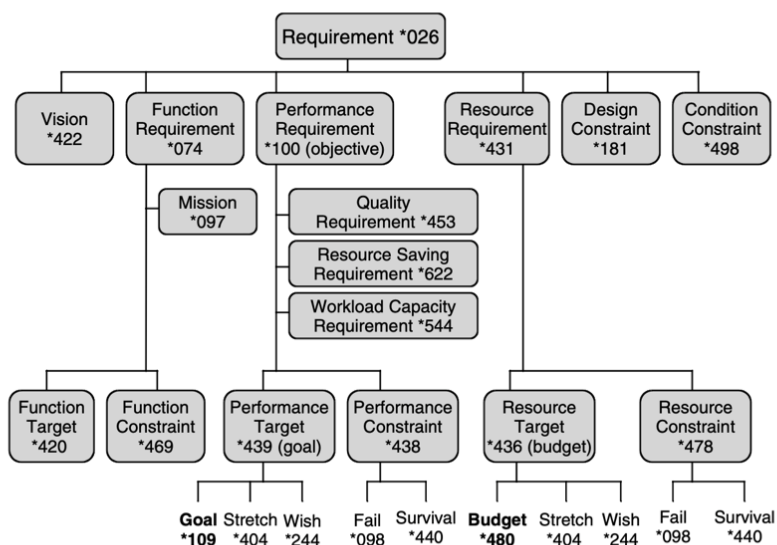 Requirement *026
Vision
*422
Function
Requirement
*074
Performance
Requirement
*100 (objective)
Resource
Requirement
*431
Design
Constraint
*181
Condition
Constraint
*498
Mission
*097
Quality
Requirement *453
Resource Saving
Requirement *622
Workload Capacity
Requirement *544
Function
Target
*420
Function
Constraint
*469
Performance
Target
*439 (goal)
Performance
Constraint
*438
Resource
Target
*436 (budget)
Resource
Constraint
*478
Goal
*109
Stretch
*404
Wish
*244
Fail
*098
Survival
*440
Budget
*480
Stretch
*404
Wish
*244
Fail
*098
Survival
*440